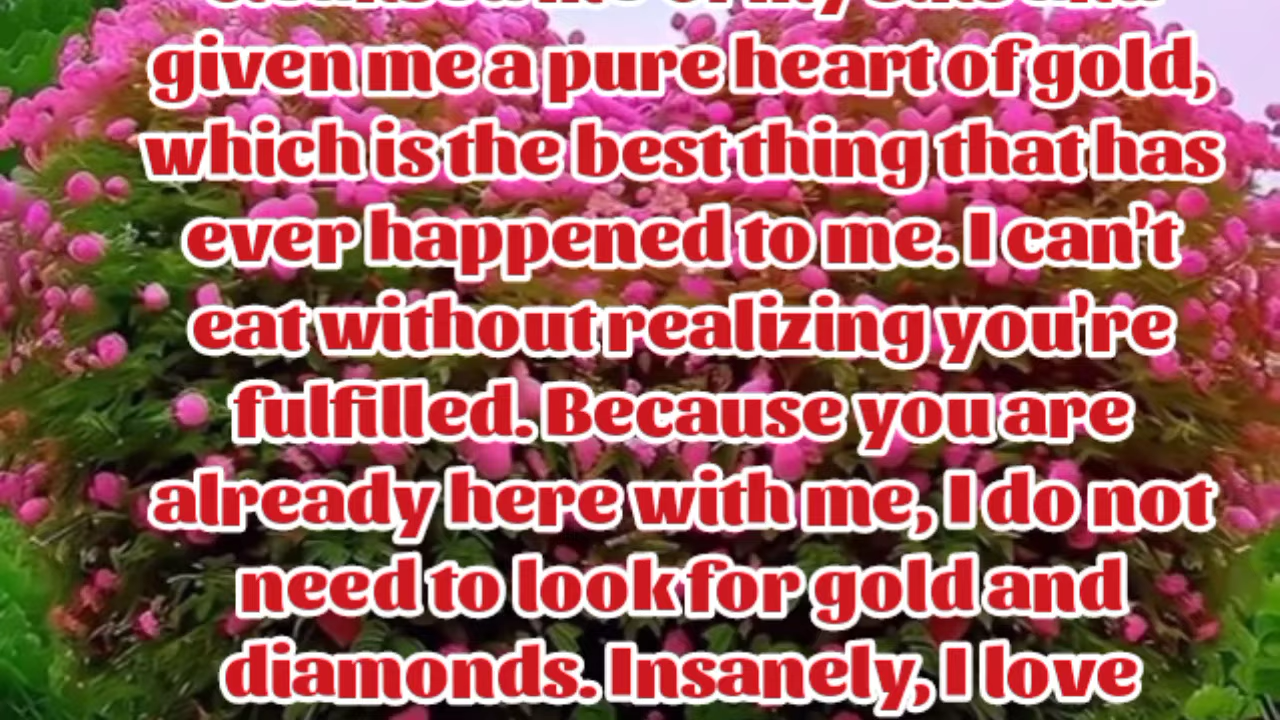 given me a pure heart of gold,
which is the best thing that has
ever happened to me. I can't
eat without realizing you're
fulfilled. Because you are
already here with me, I do not
need to look for gold and
diamonds. Insanely, I love